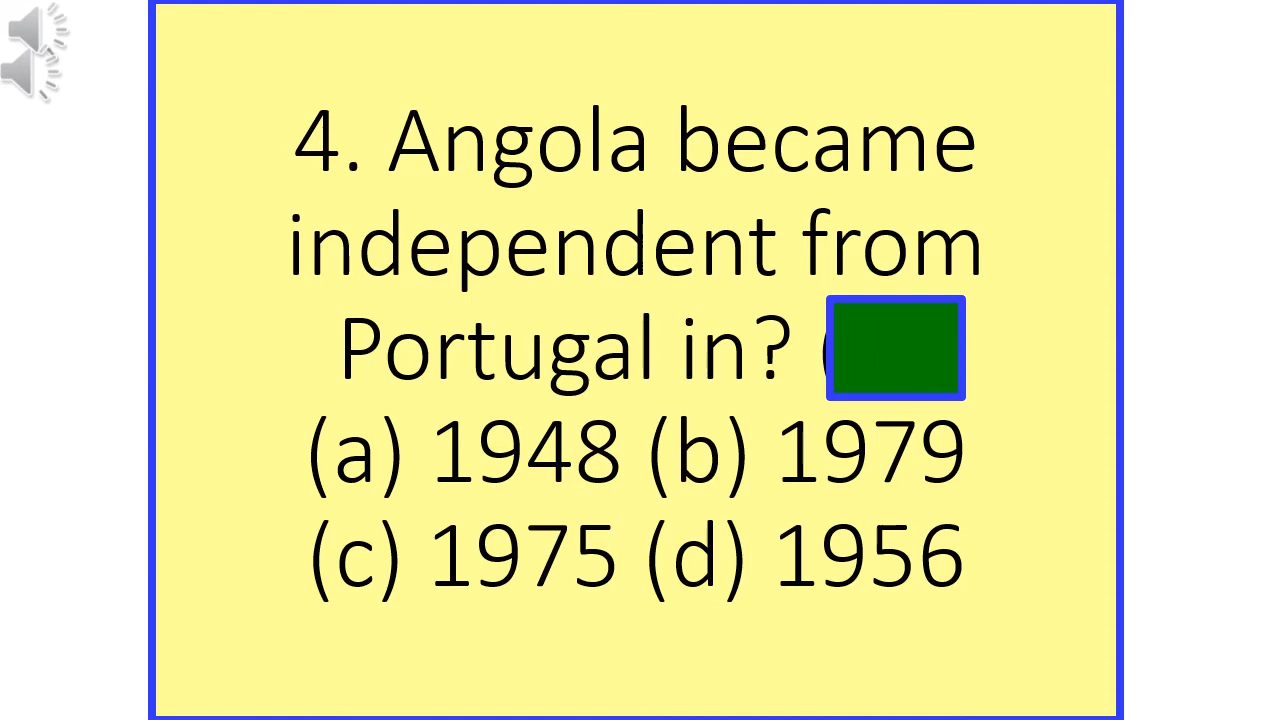 4. Angola became
independent from
Portugal in? (
(a) 1948 (b) 1979
(c) 1975 (d) 1956